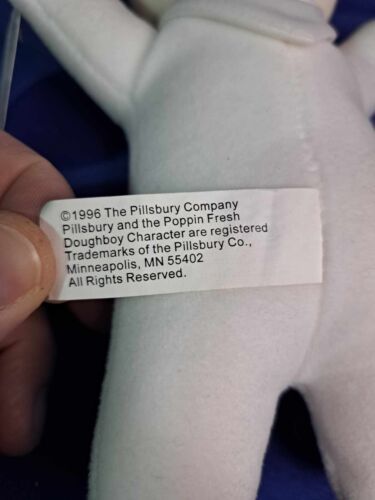 ©1996 The Pillsbury Company
Pillsbury and the Poppin Fresh
Doughboy Character are registered
Trademarks of the Pillsbury Co.,
Minneapolis, MN 55402
All Rights Reserved.